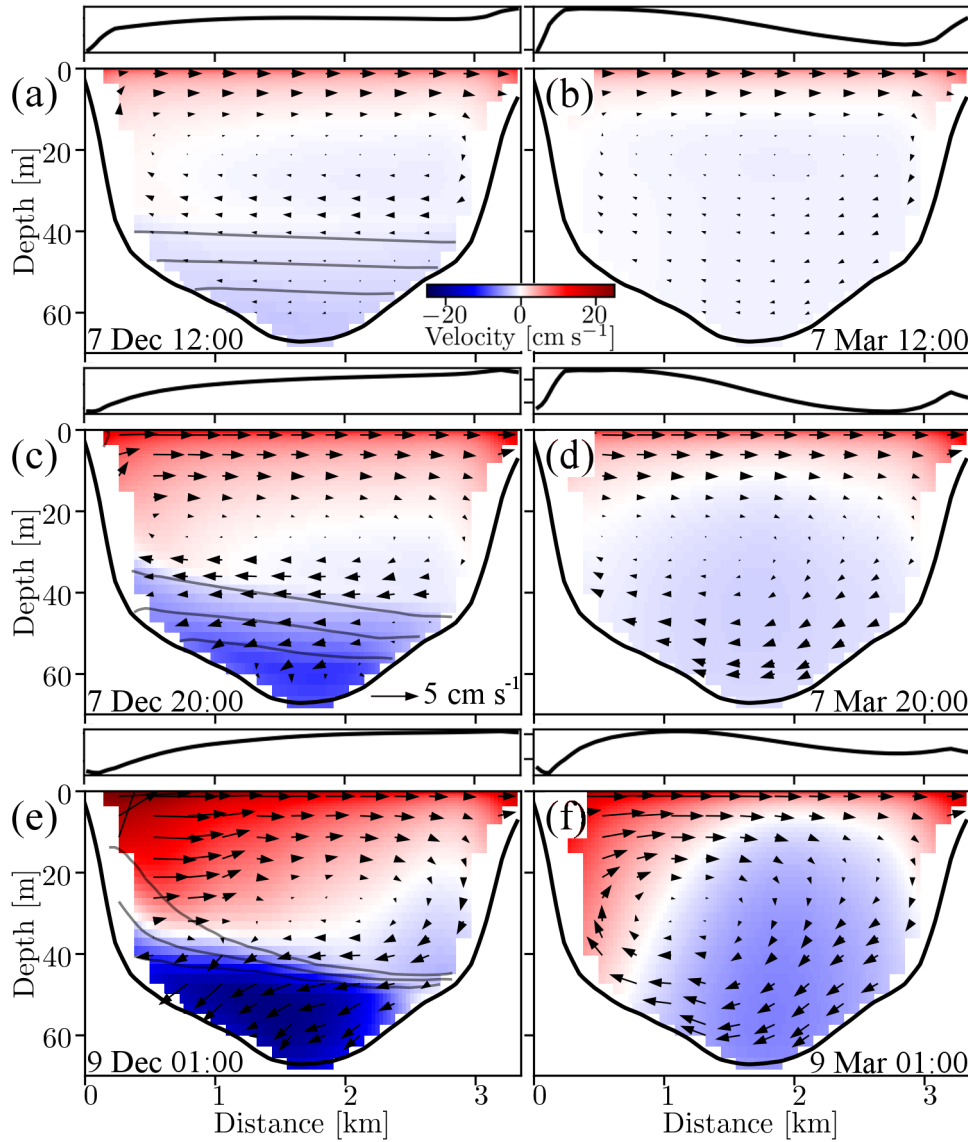 (a)
(b)
0
20
40
60
Depth [m]
−20
0
20
Velocity [cm s⁻¹]
7 Dec 12:00
7 Mar 12:00
(c)
(d)
0
20
40
60
Depth [m]
5 cm s⁻¹
7 Dec 20:00
7 Mar 20:00
(e)
(f)
0
20
40
60
Depth [m]
9 Dec 01:00
9 Mar 01:00
0
1
2
3
0
1
2
3
Distance [km]
Distance [km]